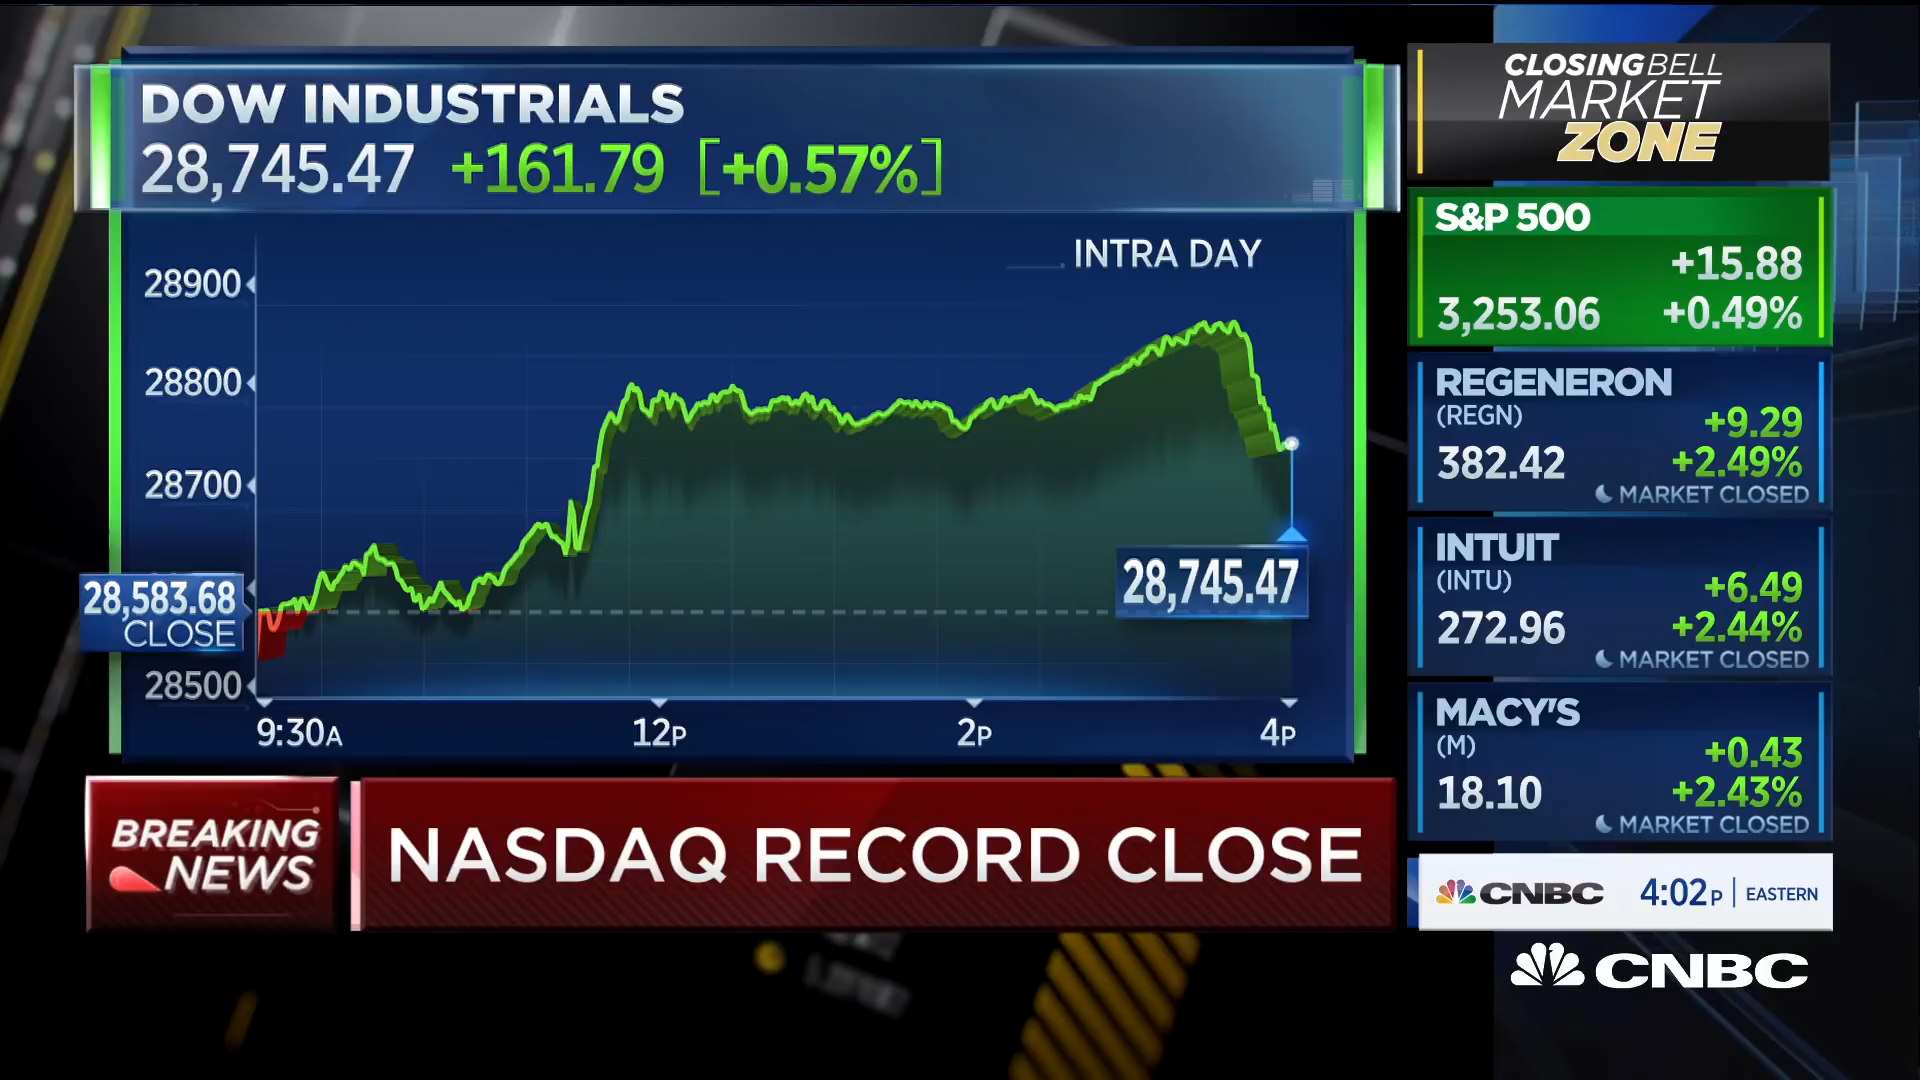 DOW INDUSTRIALS
28,745.47 +161.79 [+0.57%]
INTRA DAY
28900
28800
28700
28,583.68
CLOSE
28500
28,745.47
9:30A 12P 2P 4P
BREAKING
NEWS
NASDAQ RECORD CLOSE
CLOSING BELL
MARKET
ZONE
S&P 500
+15.88
3,253.06 +0.49%
REGENERON
(REGN) +9.29
382.42 +2.49%
MARKET CLOSED
INTUIT
(INTU) +6.49
272.96 +2.44%
MARKET CLOSED
MACY'S
(M) +0.43
18.10 +2.43%
MARKET CLOSED
CNBC 4:02P | EASTERN
CNBC